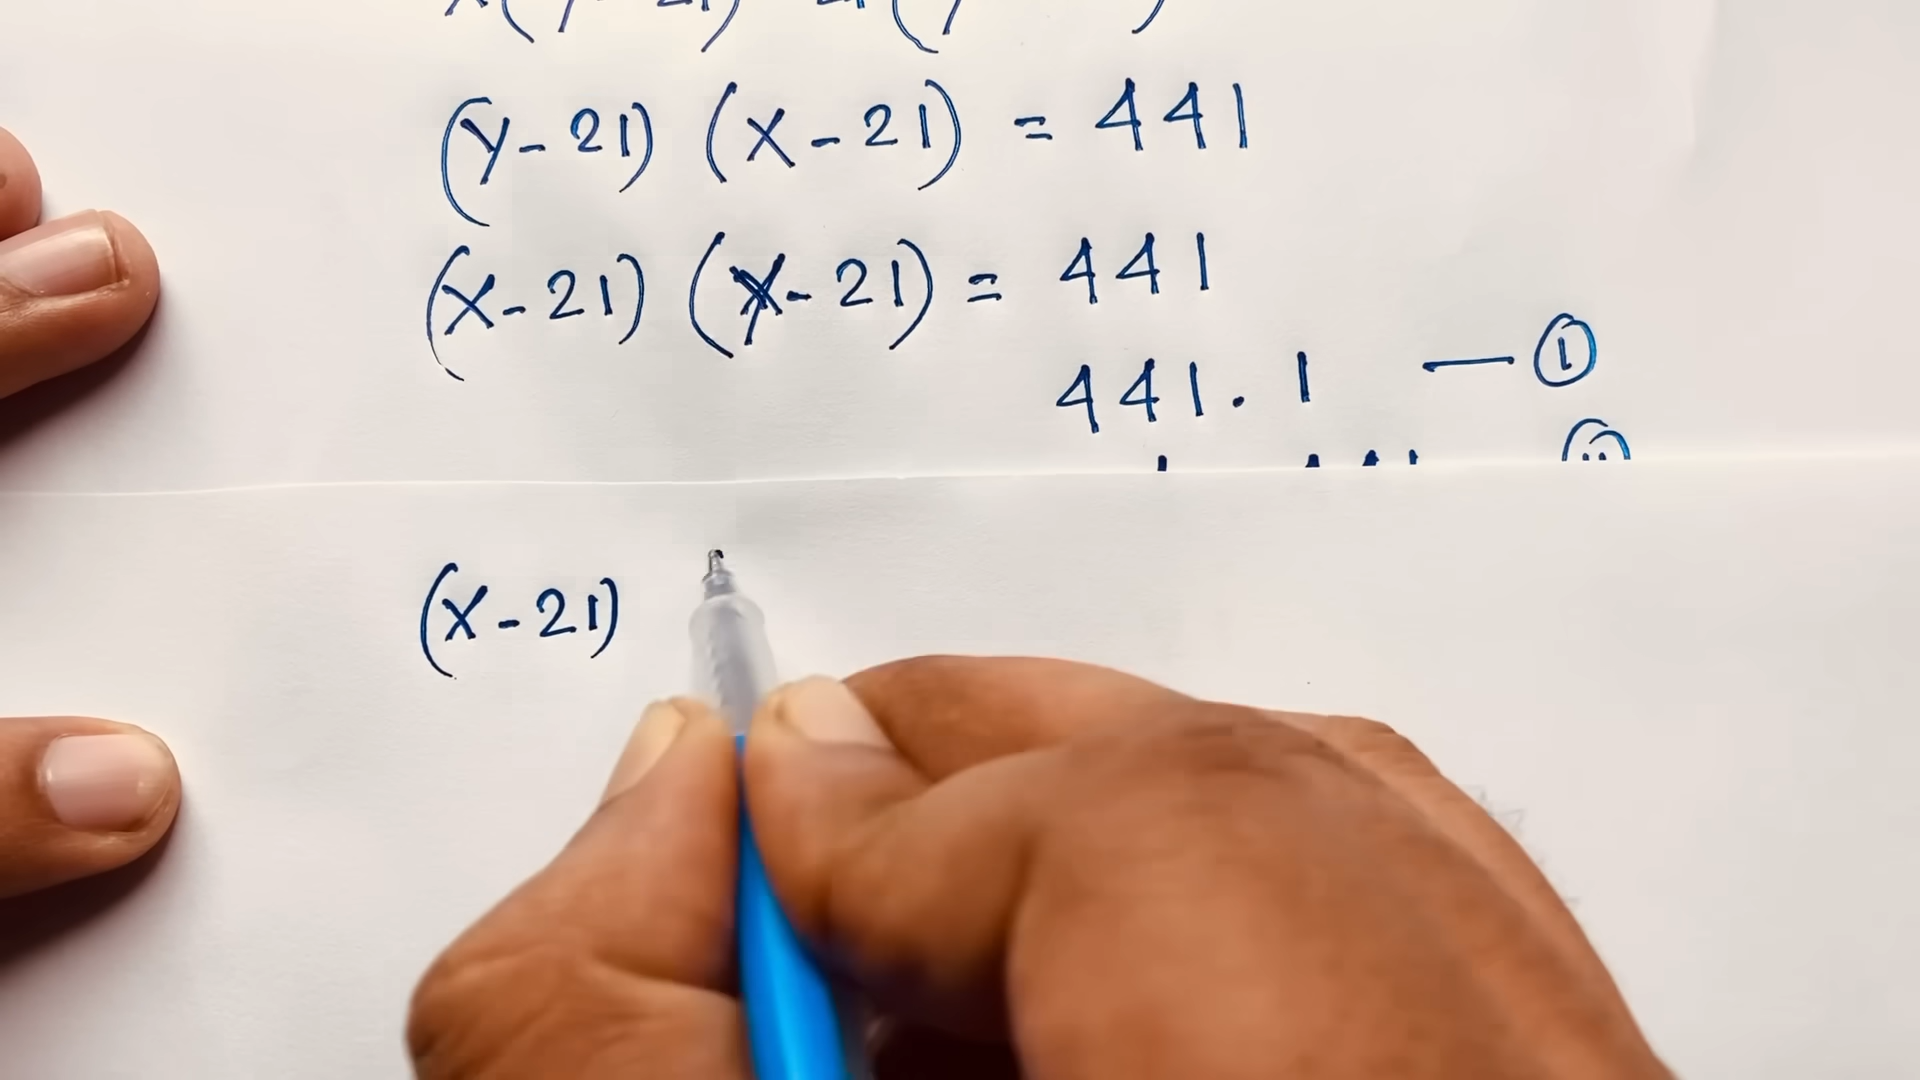 (y-21) (x-21) = 441
(x-21) (y-21) = 441
441.1 — ①
(x-21)